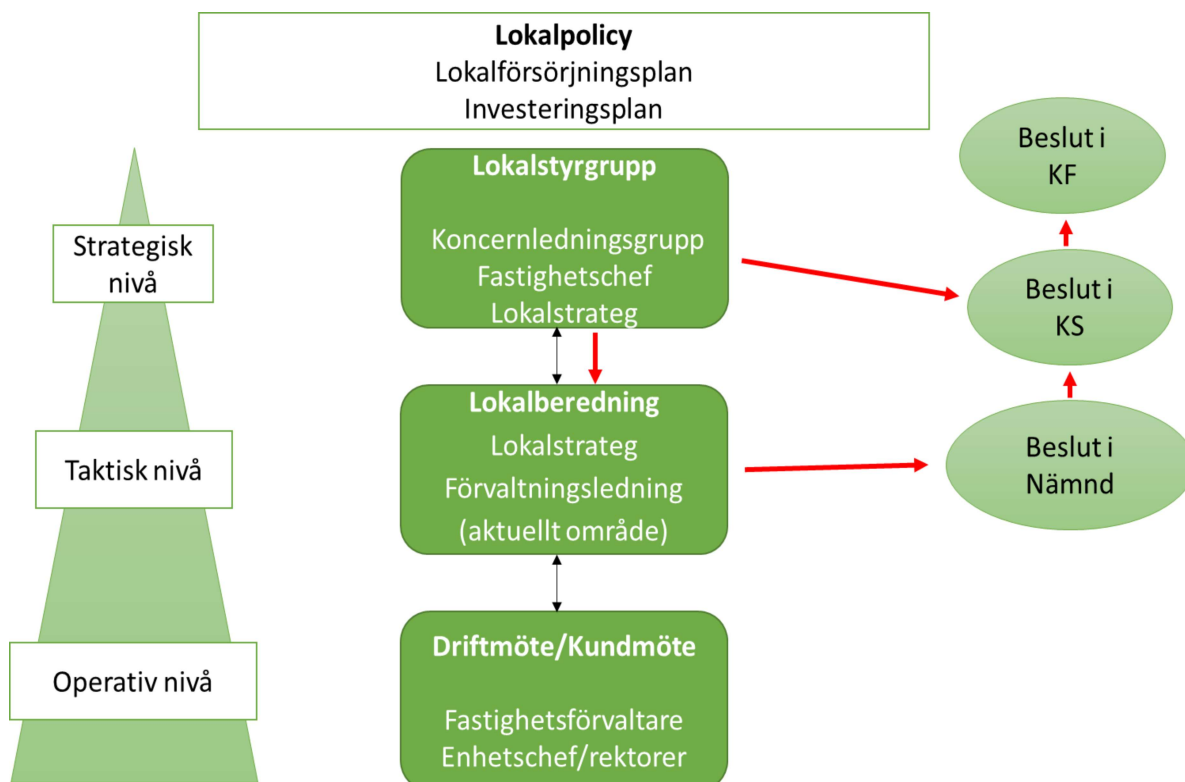 Lokalpolicy
Lokalförsörjningsplan
Investeringsplan
Strategisk
nivå
Taktisk nivå
Operativ nivå
Lokalstyrgrupp
Koncernledningsgrupp
Fastighetschef
Lokalstrateg
Lokalberedning
Lokalstrateg
Förvaltningsledning
(aktuellt område)
Driftmöte/Kundmöte
Fastighetsförvaltare
Enhetschef/rektorer
Beslut i
KF
Beslut i
KS
Beslut i
Nämnd